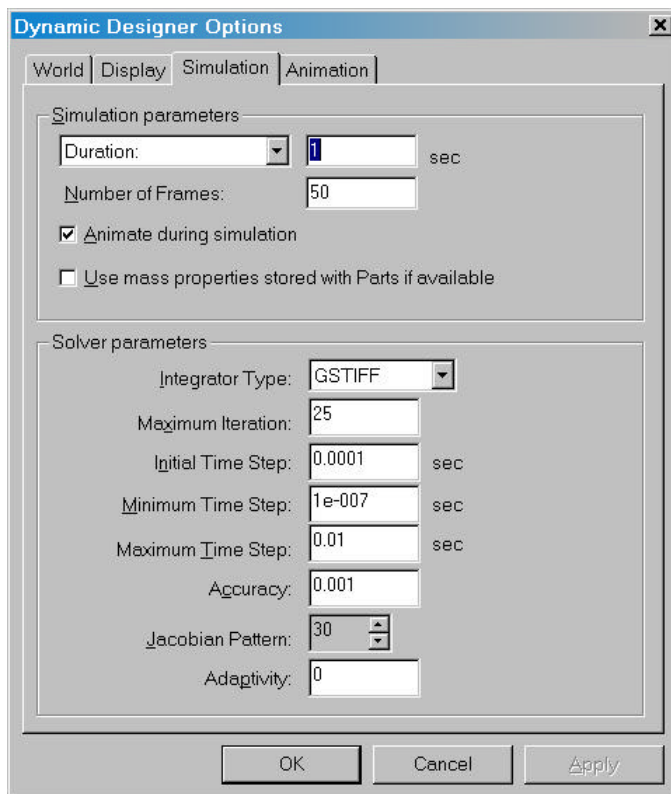 Dynamic Designer Options
World Display Simulation Animation
Simulation parameters
Duration: 1 sec
Number of Frames: 50
Animate during simulation
Use mass properties stored with Parts if available
Solver parameters
Integrator Type: GSTIFF
Maximum Iteration: 25
Initial Time Step: 0.0001 sec
Minimum Time Step: 1e-007 sec
Maximum Time Step: 0.01 sec
Accuracy: 0.001
Jacobian Pattern: 30
Adaptivity: 0
OK Cancel Apply